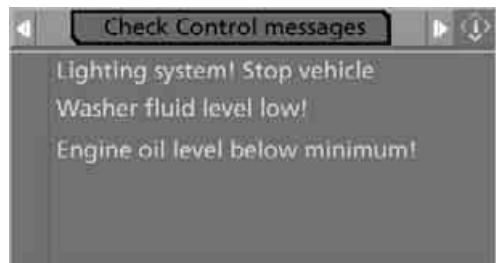 Check Control messages
Lighting system! Stop vehicle
Washer fluid level low!
Engine oil level below minimum!